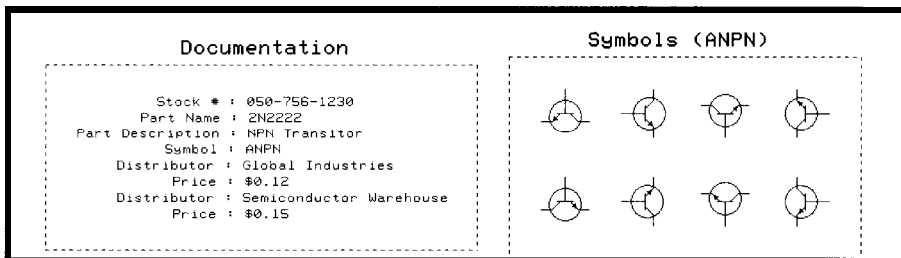 Documentation
Stock # : 050-756-1230
Part Name : 2N2222
Part Description : NPN Transitor
Symbol : ANPN
Distributor : Global Industries
Price : $0.12
Distributor : Semiconductor Warehouse
Price : $0.15
Symbols (ANPN)